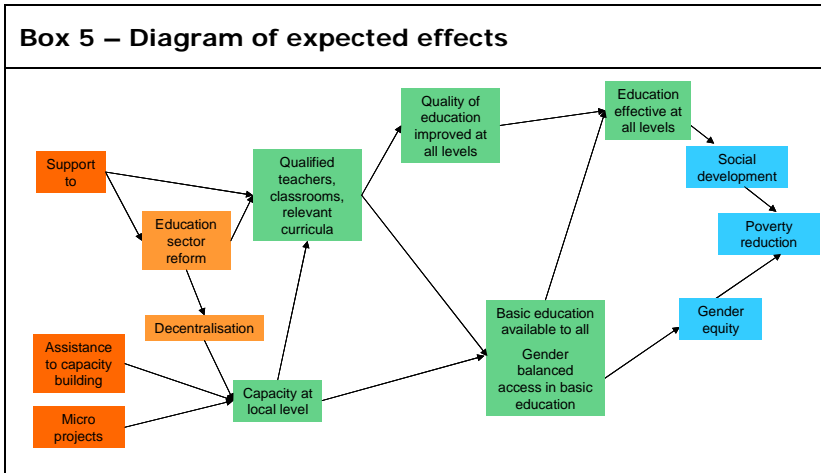 Box 5 – Diagram of expected effects
Support
to
Education
sector
reform
Decentralisation
Assistance
to capacity
building
Micro
projects
Qualified
teachers,
classrooms,
relevant
curricula
Capacity at
local level
Quality of
education
improved at
all levels
Basic education
available to all
Gender
balanced
access in basic
education
Education
effective at
all levels
Social
development
Poverty
reduction
Gender
equity